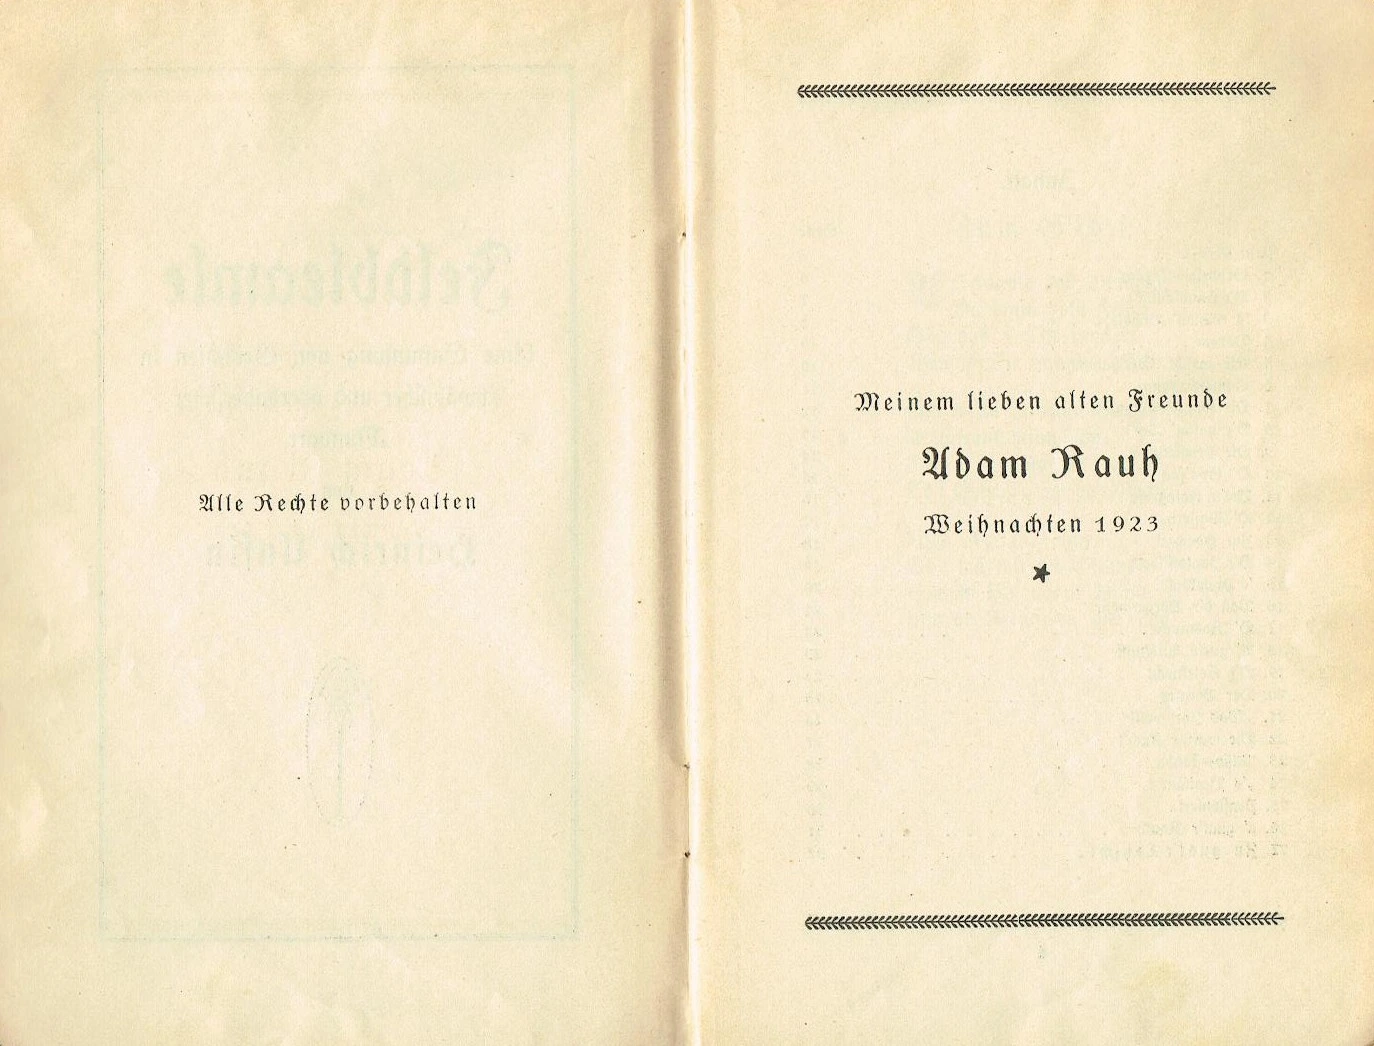 Alle Rechte vorbehalten
Meinem lieben alten Freunde
Adam Rauh
Weihnachten 1923